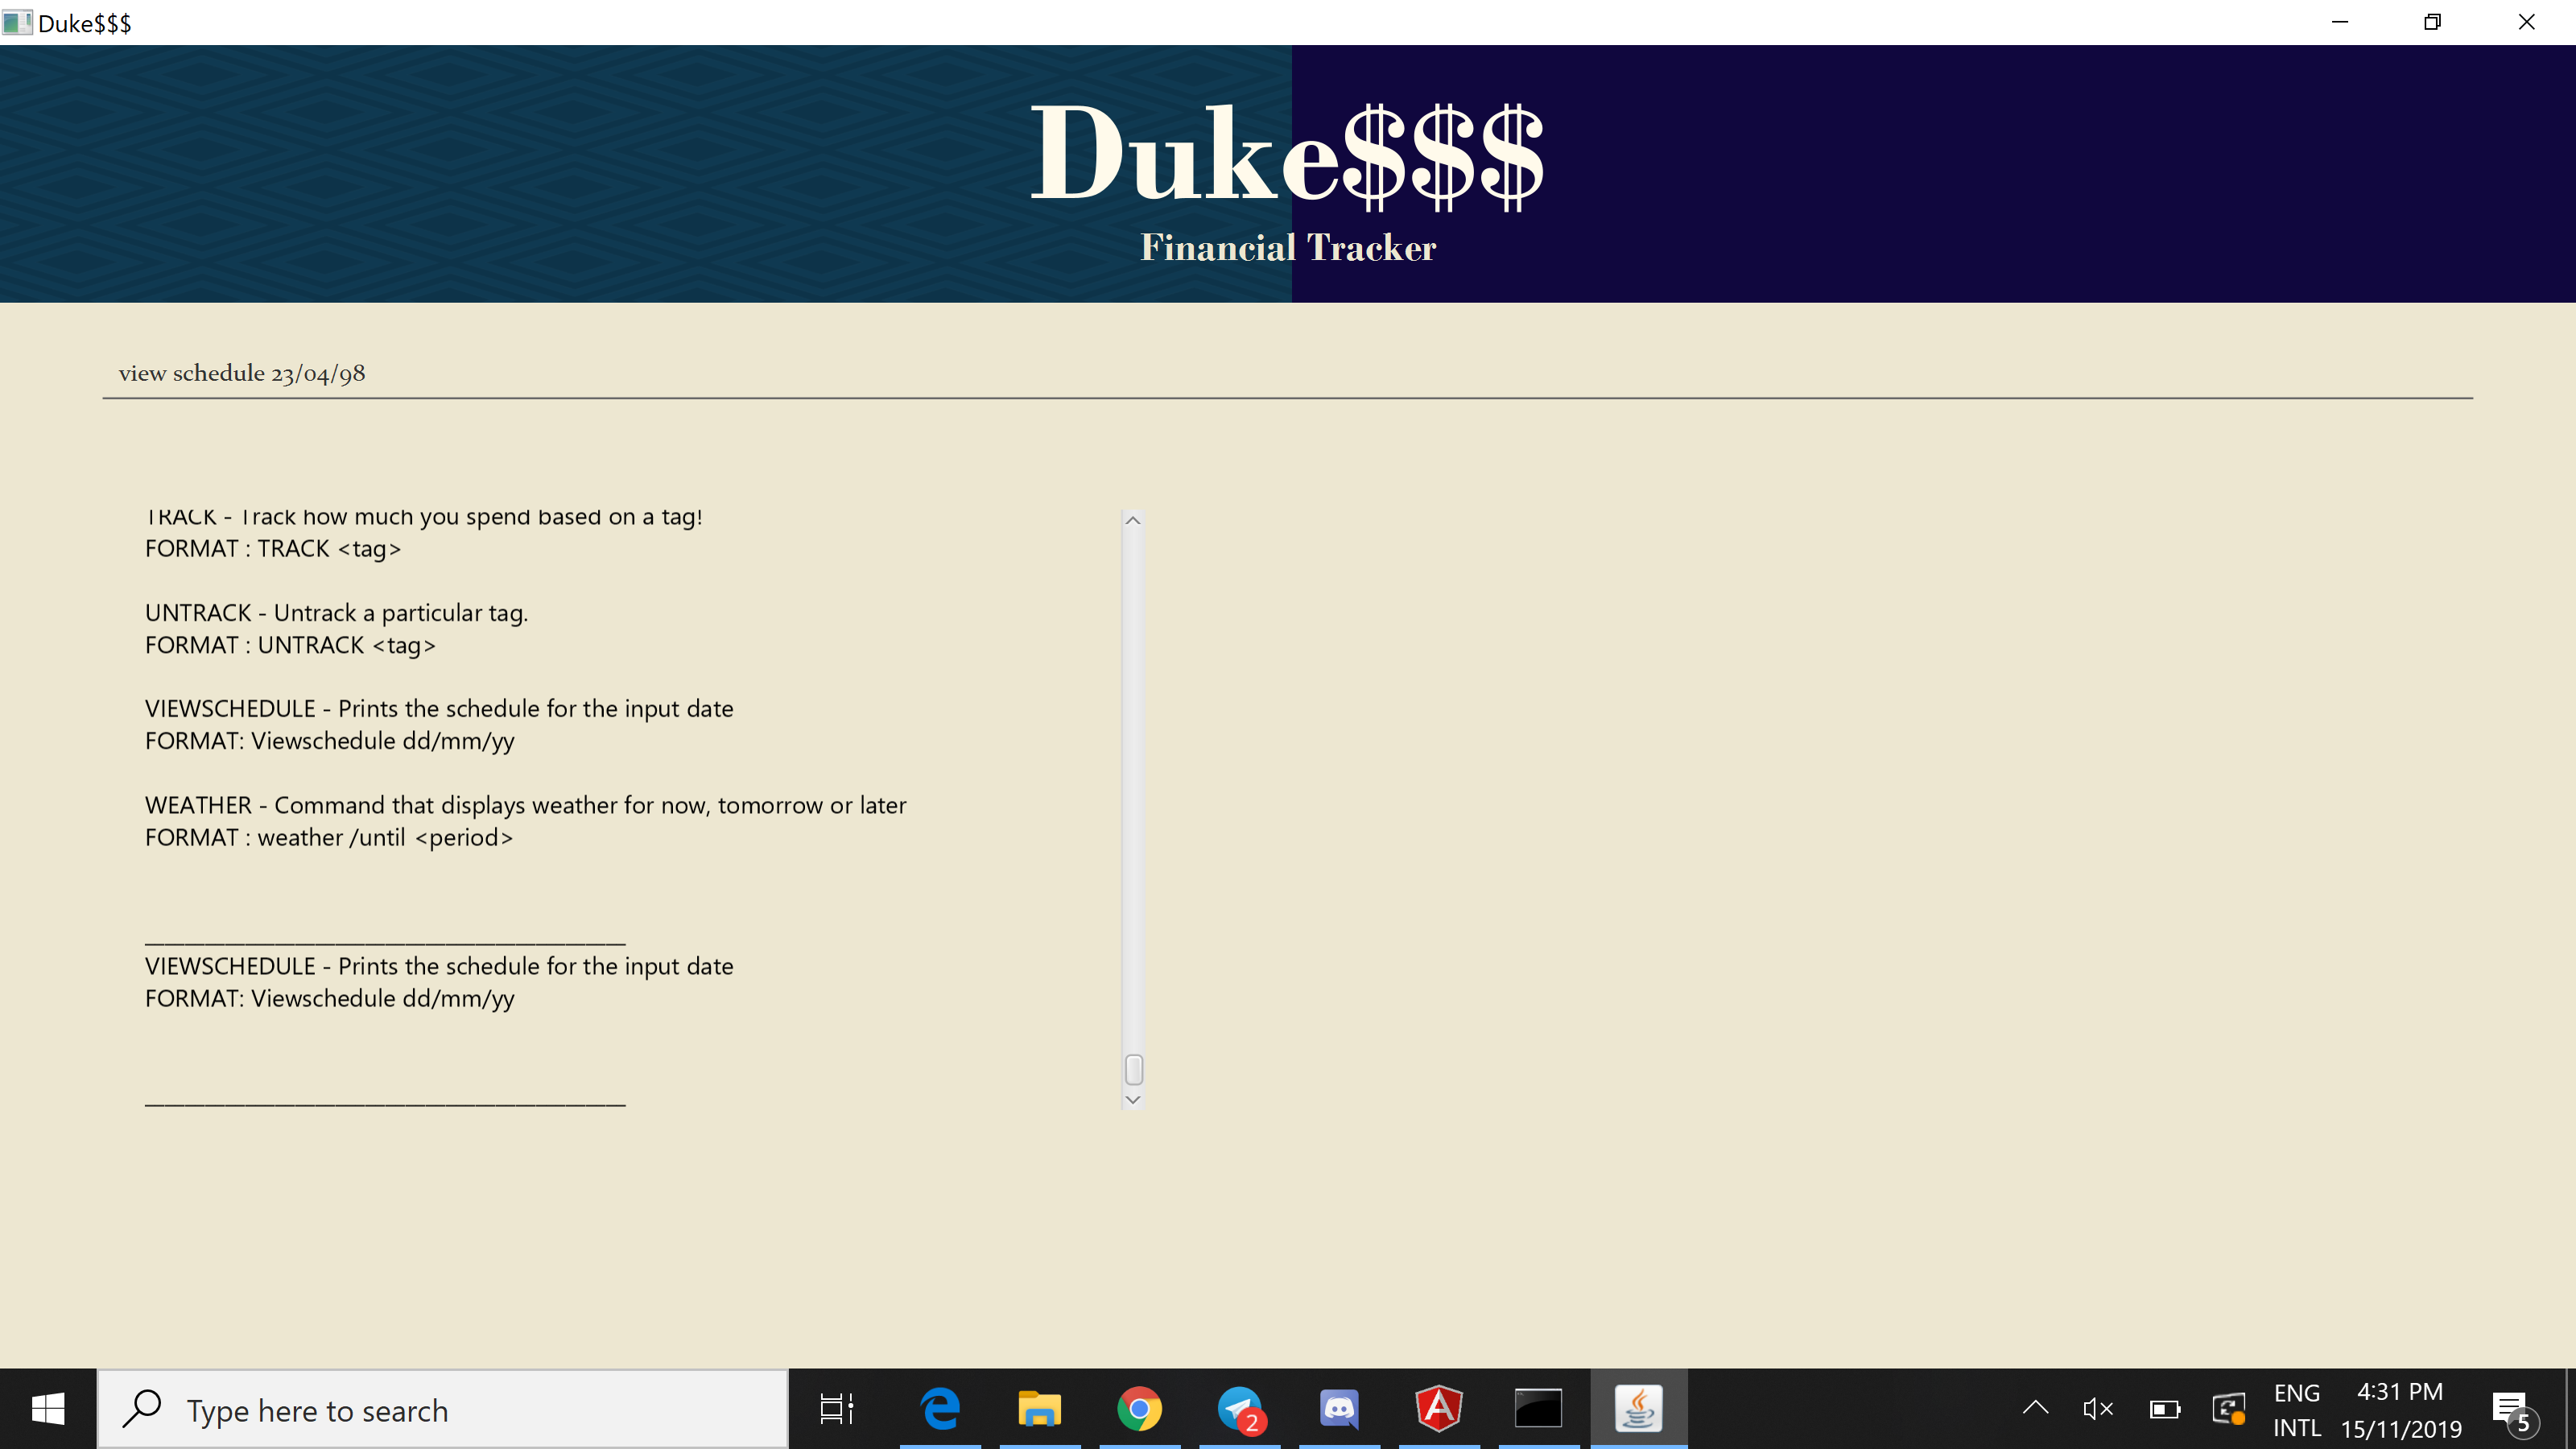 Duke$$$
Duke$$$
Financial Tracker
view schedule 23/04/98
TRACK - Track how much you spend based on a tag!
FORMAT : TRACK <tag>
UNTRACK - Untrack a particular tag.
FORMAT : UNTRACK <tag>
VIEWSCHEDULE - Prints the schedule for the input date
FORMAT: Viewschedule dd/mm/yy
WEATHER - Command that displays weather for now, tomorrow or later
FORMAT : weather /until <period>
VIEWSCHEDULE - Prints the schedule for the input date
FORMAT: Viewschedule dd/mm/yy
Type here to search
2
ENG
INTL
4:31 PM
15/11/2019
5